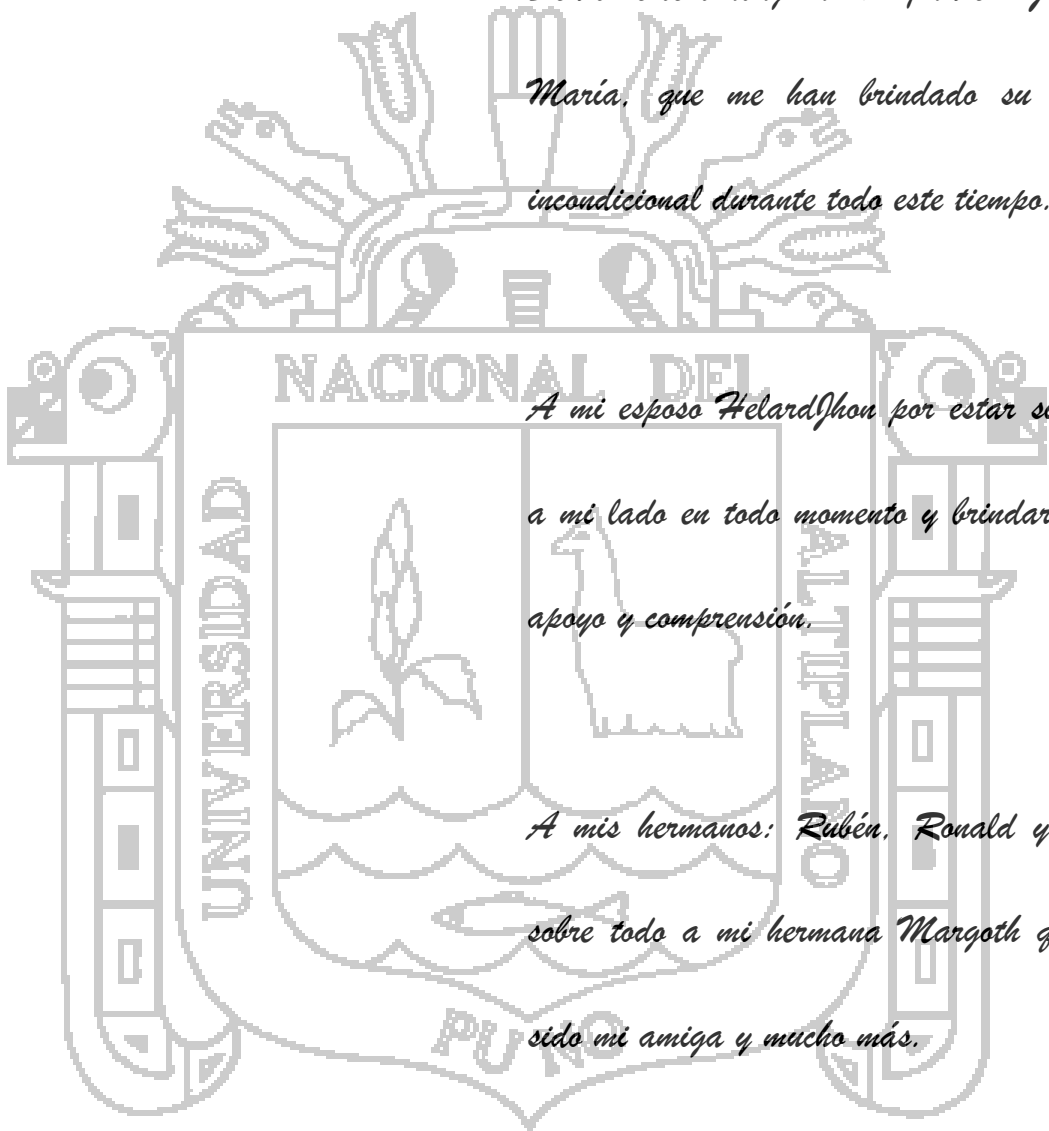 María, que me han brindado su
incondicional durante todo este tiempo.
NACIONAL DEL
A mi esposo HelardJhon por estar
a mi lado en todo momento y
apoyo y comprensión.
UNIVERSIDAD
ALTIPLANO
A mis hermanos: Rubén, Ronald y
sobre todo a mi hermana Margoth
sido mi amiga y mucho más.
PUNO